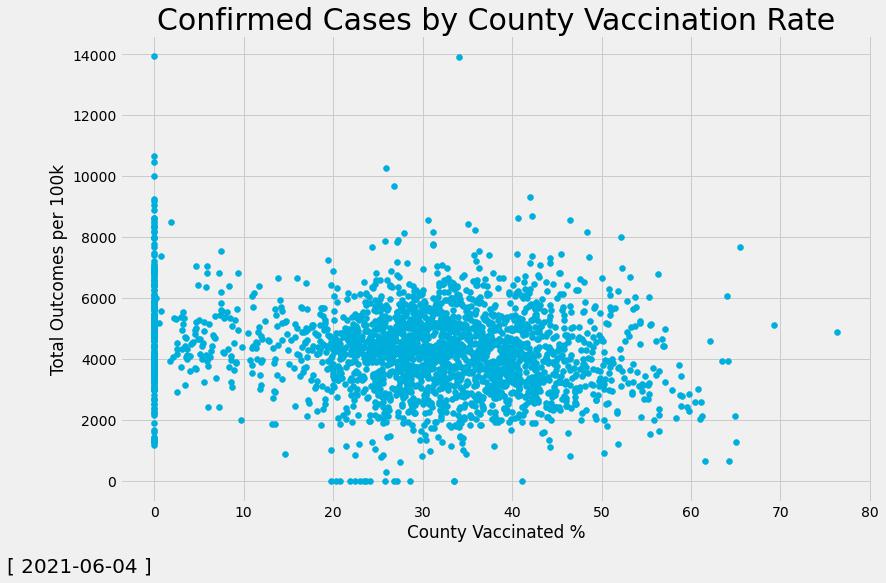 Confirmed Cases by County Vaccination Rate
14000
12000
10000
8000
6000
4000
2000
0
Total Outcomes per 100k
0 10 20 30 40 50 60 70 80
County Vaccinated %
[ 2021-06-04 ]